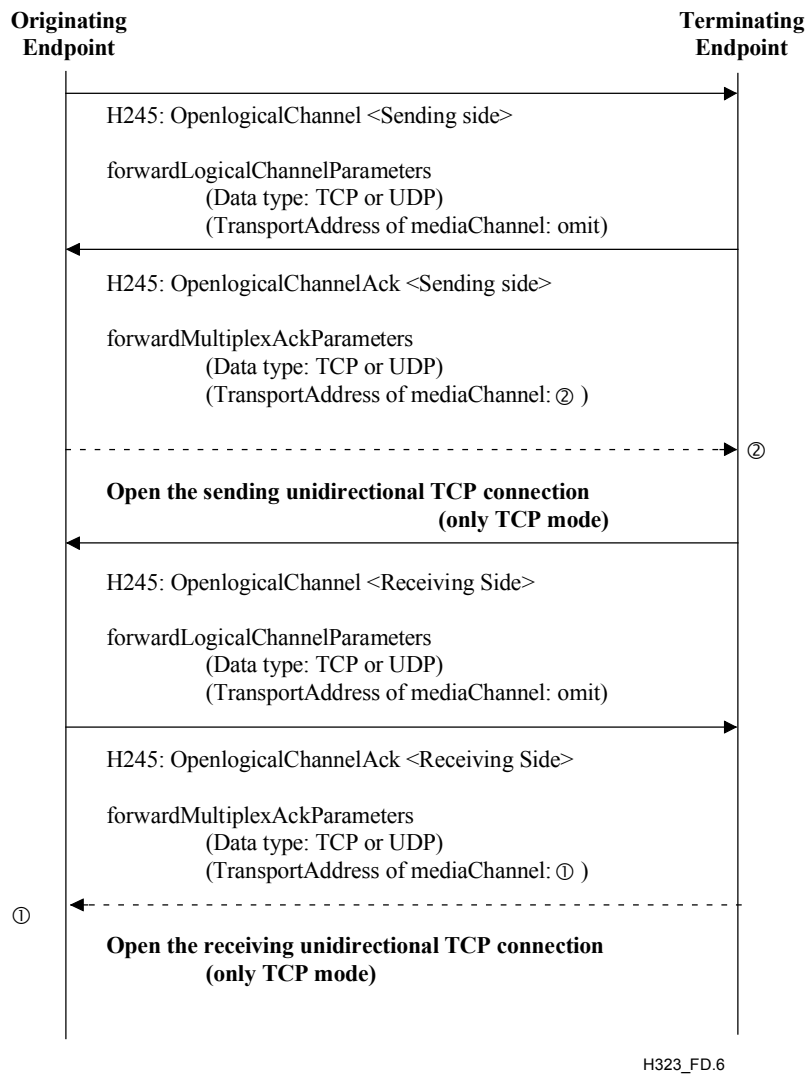 Originating
Endpoint
Terminating
Endpoint
H245: OpenlogicalChannel <Sending side>
forwardLogicalChannelParameters
(Data type: TCP or UDP)
(TransportAddress of mediaChannel: omit)
H245: OpenlogicalChannelAck <Sending side>
forwardMultiplexAckParameters
(Data type: TCP or UDP)
(TransportAddress of mediaChannel: ② )
②
Open the sending unidirectional TCP connection
(only TCP mode)
H245: OpenlogicalChannel <Receiving Side>
forwardLogicalChannelParameters
(Data type: TCP or UDP)
(TransportAddress of mediaChannel: omit)
H245: OpenlogicalChannelAck <Receiving Side>
forwardMultiplexAckParameters
(Data type: TCP or UDP)
(TransportAddress of mediaChannel: ① )
①
Open the receiving unidirectional TCP connection
(only TCP mode)
H323_FD.6